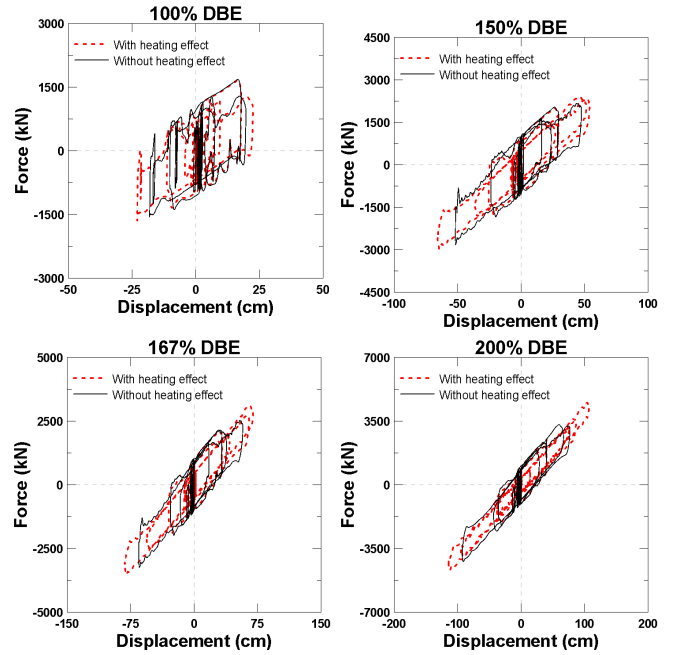 100% DBE
3000
1500
0
-1500
-3000
Force (kN)
With heating effect
Without heating effect
-50
-25
0
25
50
Displacement (cm)
150% DBE
4500
3000
1500
0
-1500
-3000
-4500
Force (kN)
With heating effect
Without heating effect
-100
-50
0
50
100
Displacement (cm)
167% DBE
5000
2500
0
-2500
-5000
Force (kN)
With heating effect
Without heating effect
-150
-75
0
75
150
Displacement (cm)
200% DBE
7000
3500
0
-3500
-7000
Force (kN)
With heating effect
Without heating effect
-200
-100
0
100
200
Displacement (cm)